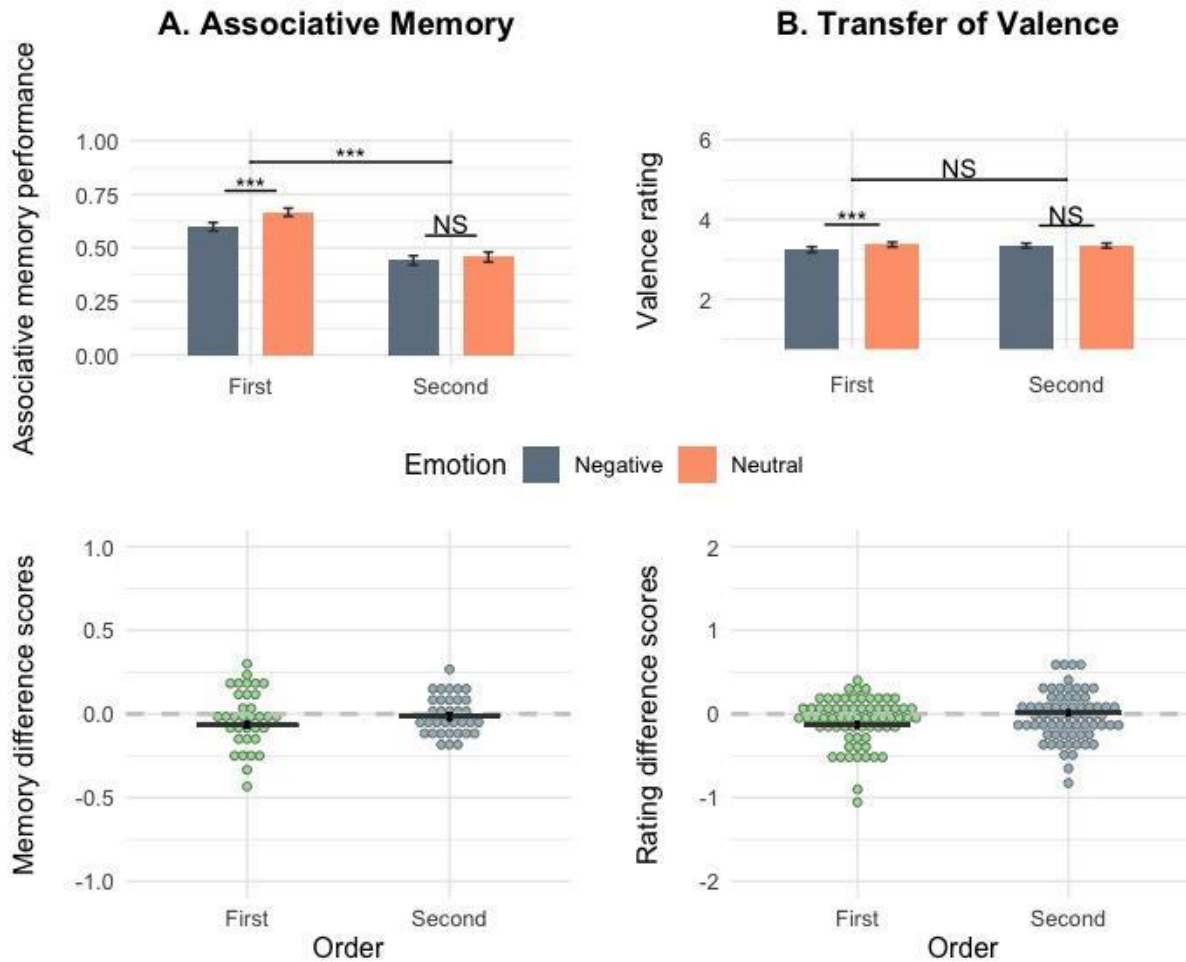 A. Associative Memory
Associative memory performance
1.00
0.75
0.50
0.25
0.00
***
***
NS
First
Second
B. Transfer of Valence
Valence rating
6
4
2
NS
***
NS
First
Second
Emotion Negative Neutral
Memory difference scores
1.0
0.5
0.0
-0.5
-1.0
First
Second
Order
Rating difference scores
2
1
0
-1
-2
First
Second
Order